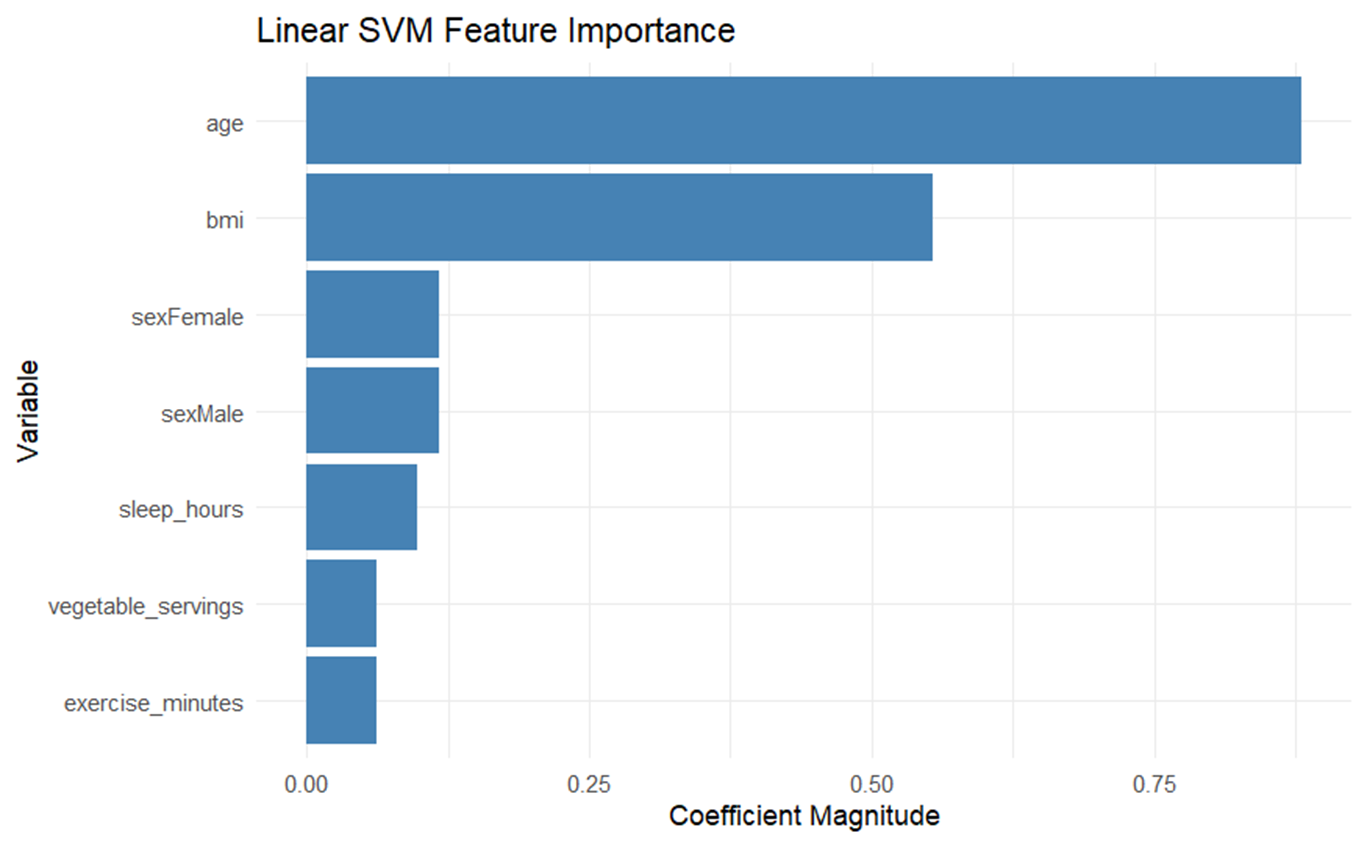 Linear SVM Feature Importance
Variable
age
bmi
sexFemale
sexMale
sleep_hours
vegetable_servings
exercise_minutes
0.00 0.25 0.50 0.75
Coefficient Magnitude